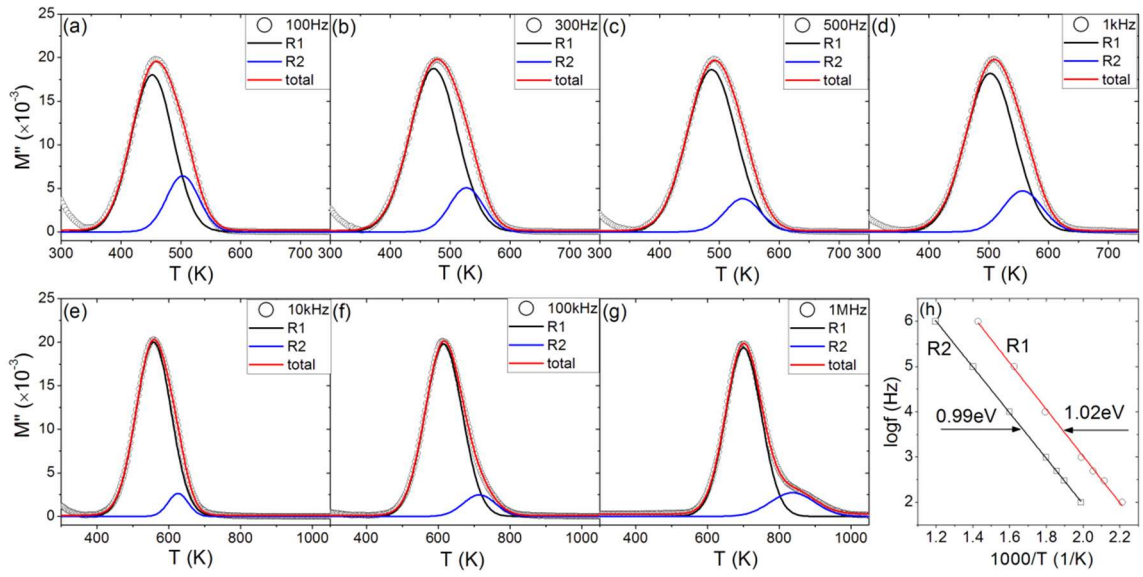 (a)
100Hz
R1
R2
total
(b)
300Hz
R1
R2
total
(c)
500Hz
R1
R2
total
(d)
1kHz
R1
R2
total
25
20
15
10
5
0
M" (×10⁻³)
300 400 500 600 700
300 400 500 600 700
300 400 500 600 700
300 400 500 600 700
T (K)
T (K)
T (K)
T (K)
(e)
10kHz
R1
R2
total
(f)
100kHz
R1
R2
total
(g)
1MHz
R1
R2
total
25
20
15
10
5
0
M" (×10⁻³)
400 600 800 1000
400 600 800 1000
400 600 800 1000
T (K)
T (K)
T (K)
(h)
6
5
4
3
2
logf (Hz)
R2
R1
0.99eV
1.02eV
1.2 1.4 1.6 1.8 2.0 2.2
1000/T (1/K)